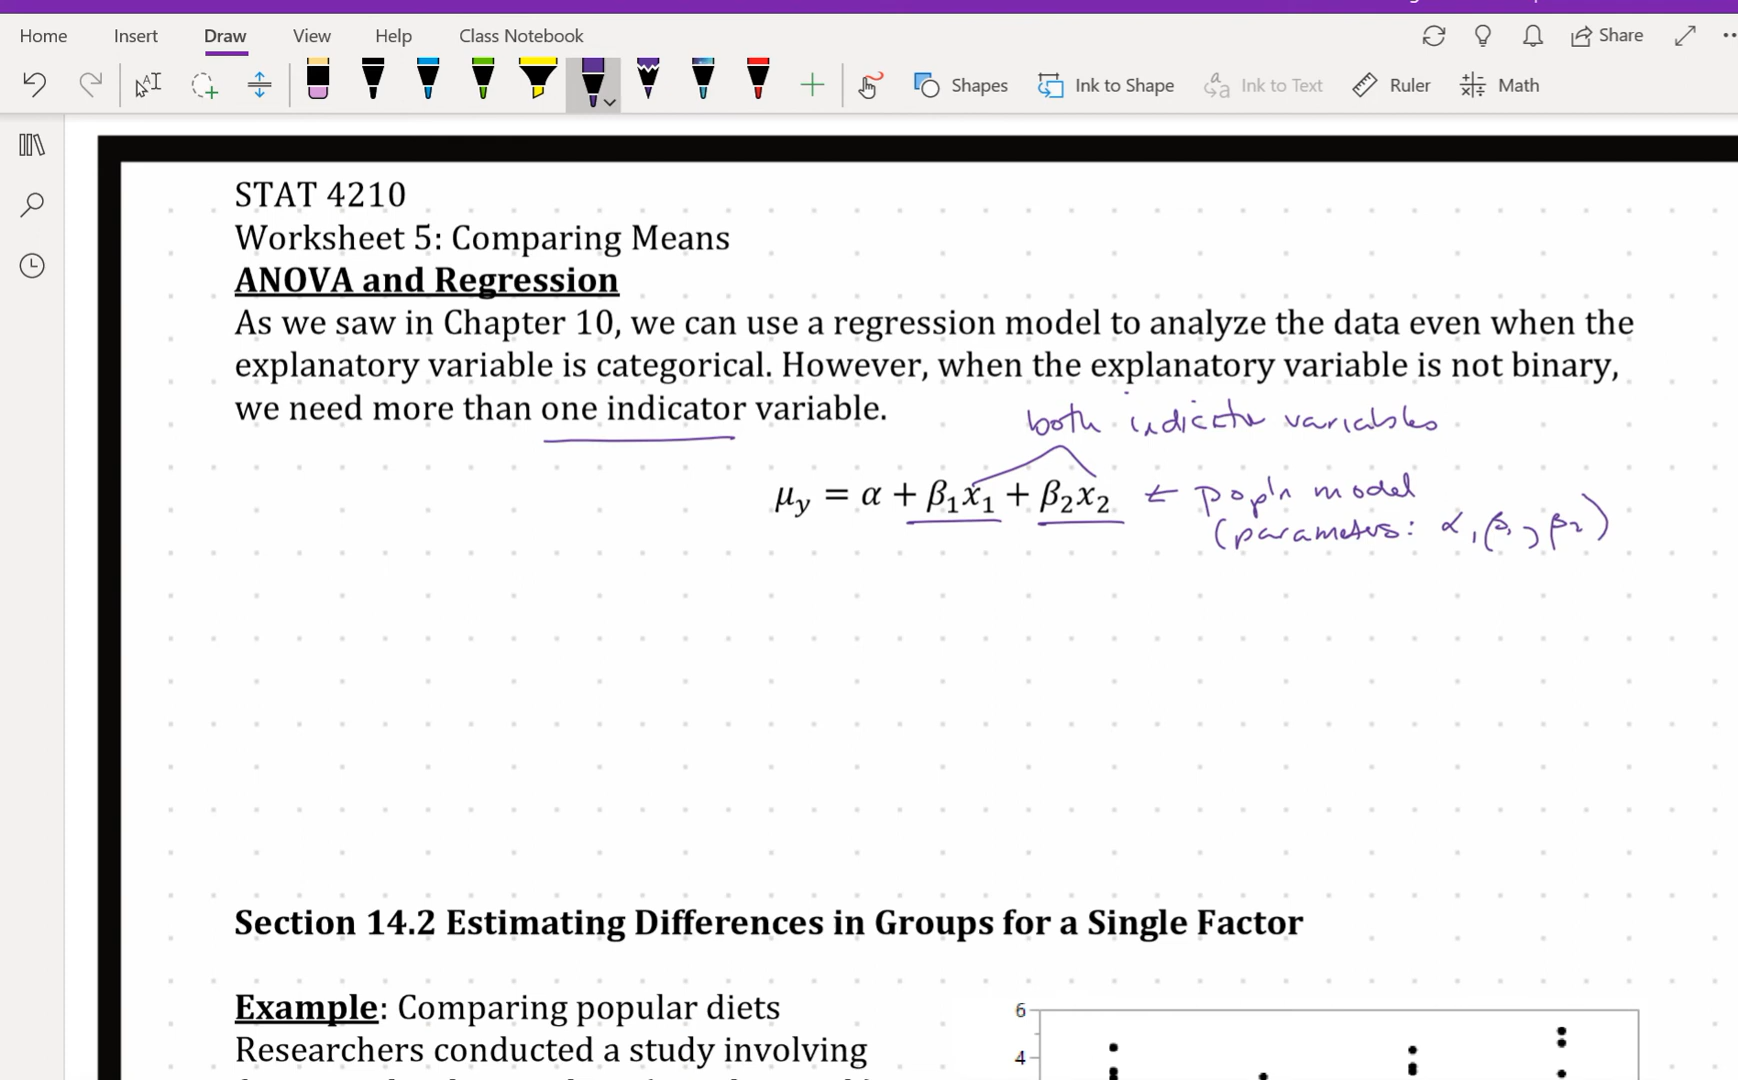 Home Insert Draw View Help Class Notebook Share
Shapes Ink to Shape Ink to Text Ruler Math
STAT 4210
Worksheet 5: Comparing Means
ANOVA and Regression
As we saw in Chapter 10, we can use a regression model to analyze the data even when the
explanatory variable is categorical. However, when the explanatory variable is not binary,
we need more than one indicator variable.
both indicator variables
μy = α + β₁x₁ + β₂x₂ ← pop'n model
(parameters: α, β₁, β₂)
Section 14.2 Estimating Differences in Groups for a Single Factor
Example: Comparing popular diets
Researchers conducted a study involving
6
4